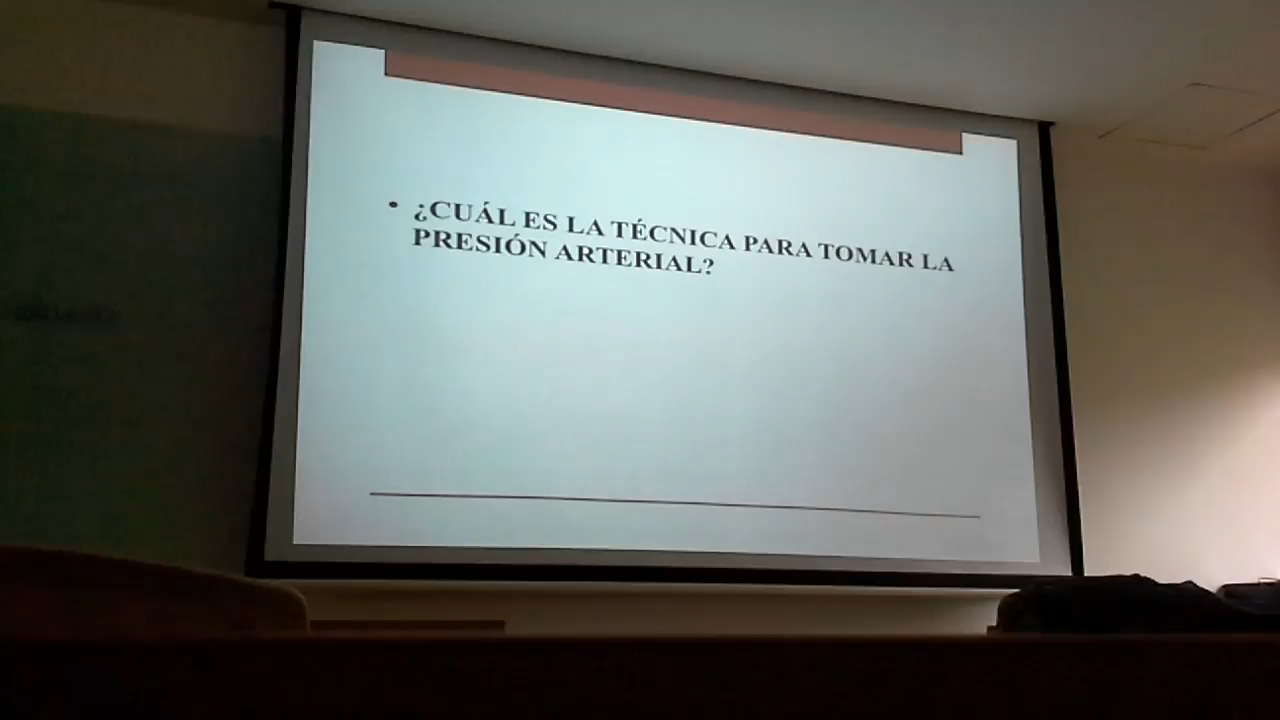 • ¿CUÁL ES LA TÉCNICA PARA TOMAR LA
PRESIÓN ARTERIAL?